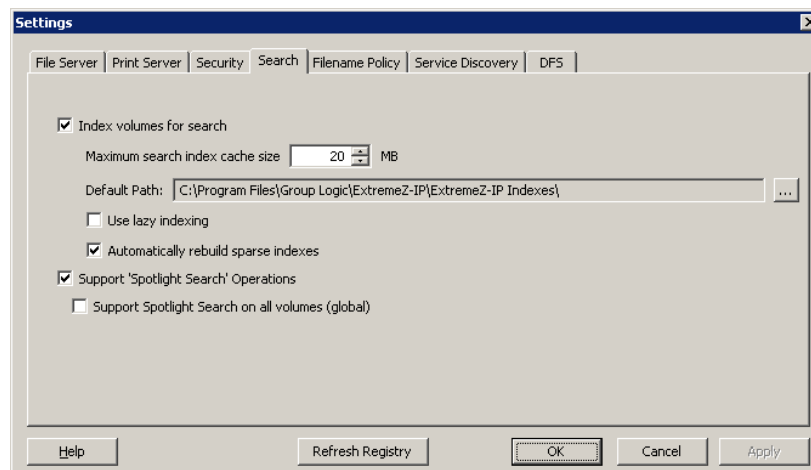 Settings
File Server Print Server Security Search Filename Policy Service Discovery DFS
Index volumes for search
Maximum search index cache size 20 MB
Default Path: C:\Program Files\Group Logic\ExtremeZ-IP\ExtremeZ-IP Indexes\ ...
Use lazy indexing
Automatically rebuild sparse indexes
Support 'Spotlight Search' Operations
Support Spotlight Search on all volumes (global)
Help Refresh Registry OK Cancel Apply